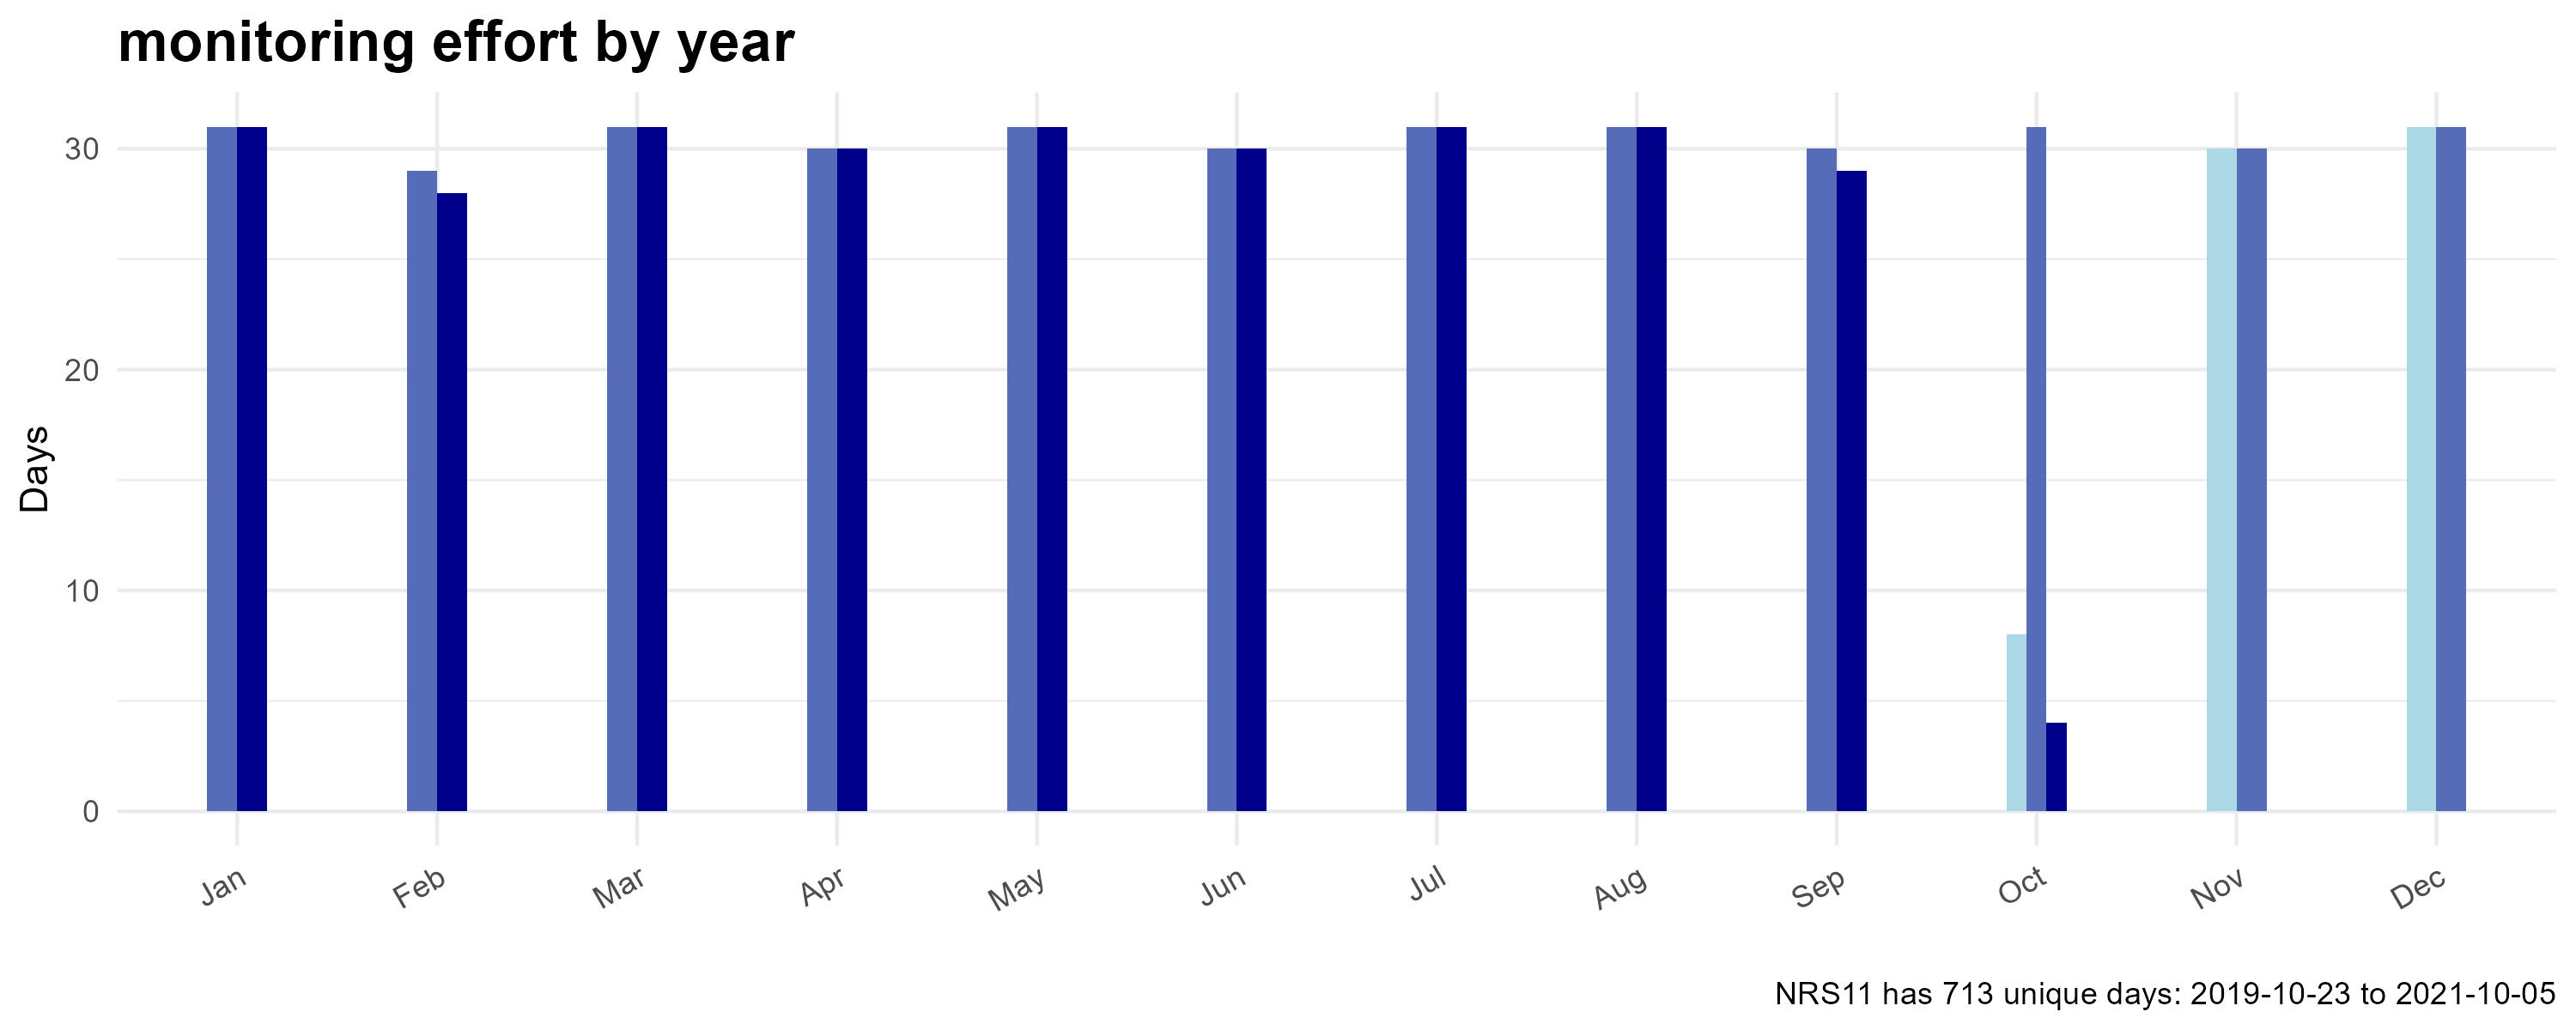 monitoring effort by year
Days
30
20
10
0
Jan Feb Mar Apr May Jun Jul Aug Sep Oct Nov Dec
NRS11 has 713 unique days: 2019-10-23 to 2021-10-05